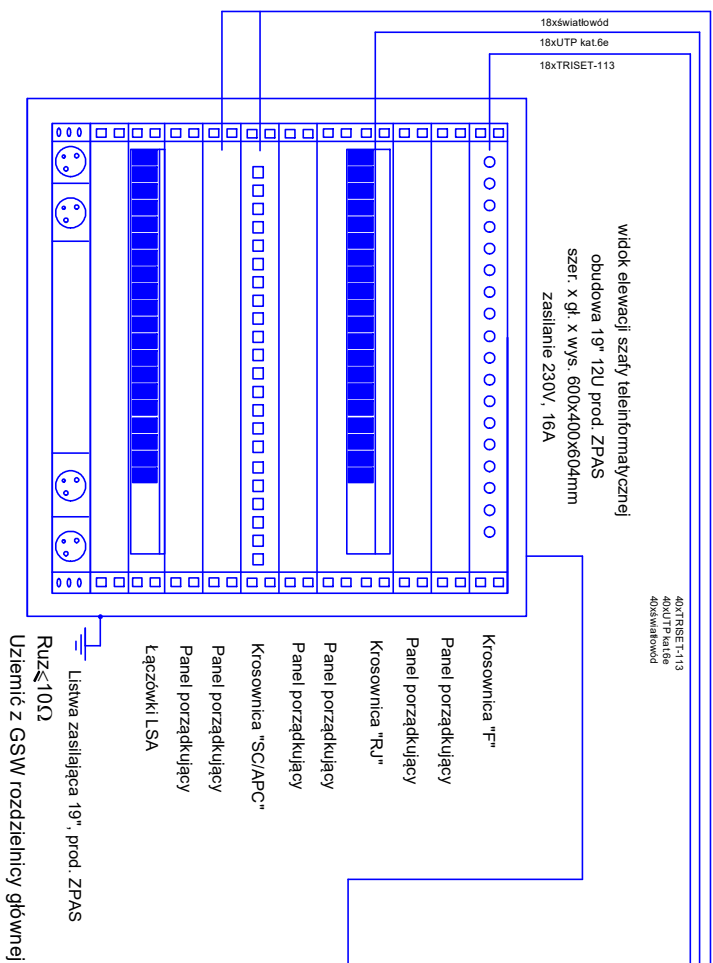 18xświatłowód
18xUTP kat.6e
18xTRISET-113
widok elewacji szafy teleinformatycznej
obudowa 19" 12U prod. ZPAS
szer. x gł. x wys. 600x400x604mm
zasilanie 230V, 16A
40xTRISET-113
40xUTP kat.6e
40xświatłowód
Krosownica "F"
Panel porządkujący
Panel porządkujący
Krosownica "RJ"
Panel porządkujący
Panel porządkujący
Krosownica "SC/APC"
Panel porządkujący
Panel porządkujący
Łączówki LSA
Listwa zasilająca 19", prod. ZPAS
Ruz≤10Ω
Uziemić z GSW rozdzielnicy głównej